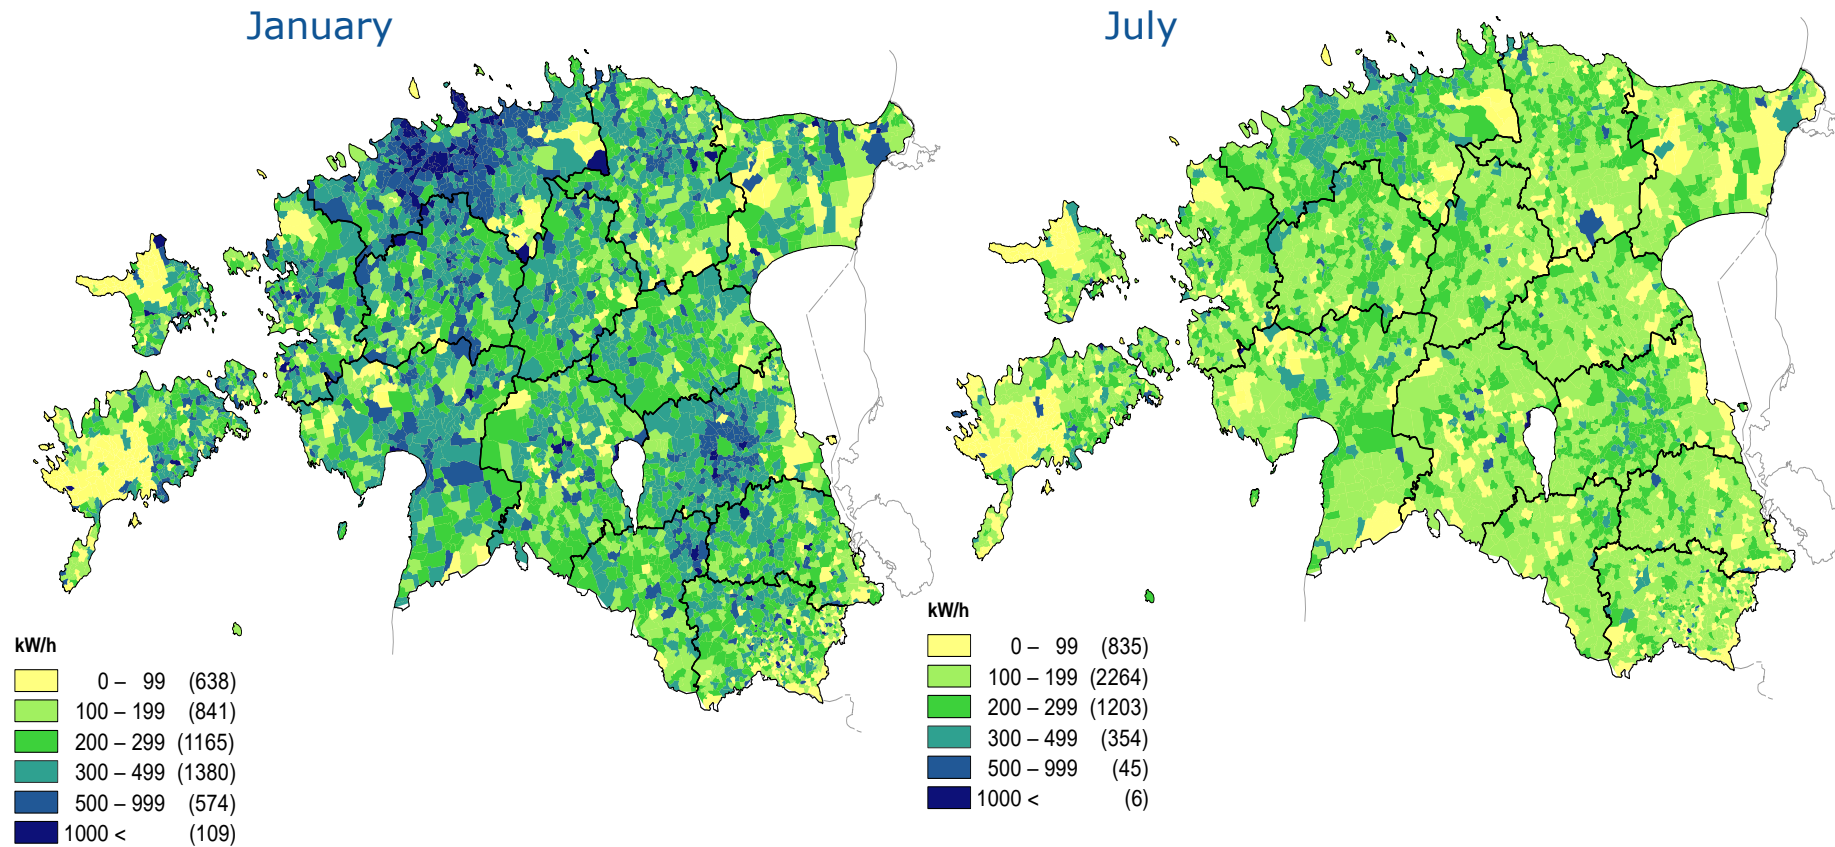 January
kW/h
0 – 99 (638)
100 – 199 (841)
200 – 299 (1165)
300 – 499 (1380)
500 – 999 (574)
1000 < (109)
July
kW/h
0 – 99 (835)
100 – 199 (2264)
200 – 299 (1203)
300 – 499 (354)
500 – 999 (45)
1000 < (6)